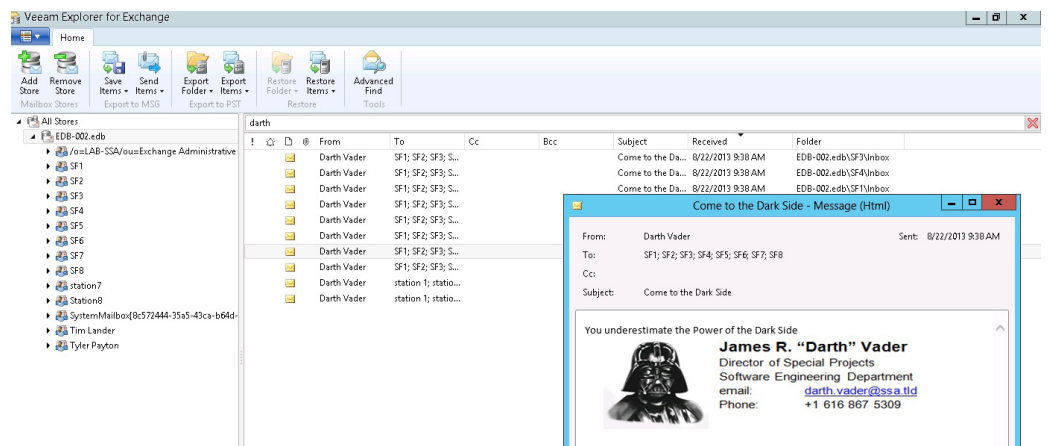 Veeam Explorer for Exchange
Home
Add Store
Remove Store
Save Items
Send Items
Export Folder
Export Items
Restore Folder
Restore Items
Advanced Find
Mailbox Stores
Export to MSG
Export to PST
Restore
Tools
All Stores
EDB-002.edb
/o=LAB-SSA/ou=Exchange Administrative
SF1
SF2
SF3
SF4
SF5
SF6
SF7
SF8
station7
Station8
SystemMailbox{8c572444-35a5-43ca-b64d-
Tim Lander
Tyler Payton
darth
! From To Cc Bcc Subject Received Folder
Darth Vader SF1; SF2; SF3; S... Come to the Da... 8/22/2013 9:38 AM EDB-002.edb\SF3\Inbox
Darth Vader SF1; SF2; SF3; S... Come to the Da... 8/22/2013 9:38 AM EDB-002.edb\SF4\Inbox
Darth Vader SF1; SF2; SF3; S... Come to the Da... 8/22/2013 9:38 AM EDB-002.edb\SF1\Inbox
Darth Vader SF1; SF2; SF3; S...
Darth Vader SF1; SF2; SF3; S...
Darth Vader SF1; SF2; SF3; S...
Darth Vader SF1; SF2; SF3; S...
Darth Vader SF1; SF2; SF3; S...
Darth Vader station 1; statio...
Darth Vader station 1; statio...
Come to the Dark Side - Message (Html)
From: Darth Vader Sent: 8/22/2013 9:38 AM
To: SF1; SF2; SF3; SF4; SF5; SF6; SF7; SF8
Cc:
Subject: Come to the Dark Side
You underestimate the Power of the Dark Side
James R. “Darth” Vader
Director of Special Projects
Software Engineering Department
email: darth.vader@ssa.tld
Phone: +1 616 867 5309